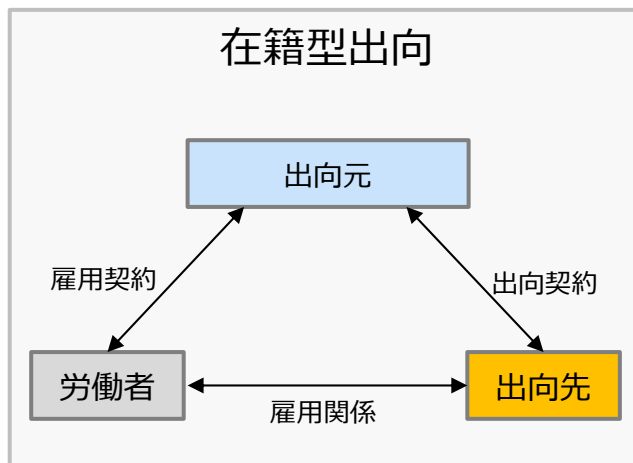 在籍型出向
出向元
雇用契約
出向契約
労働者
出向先
雇用関係